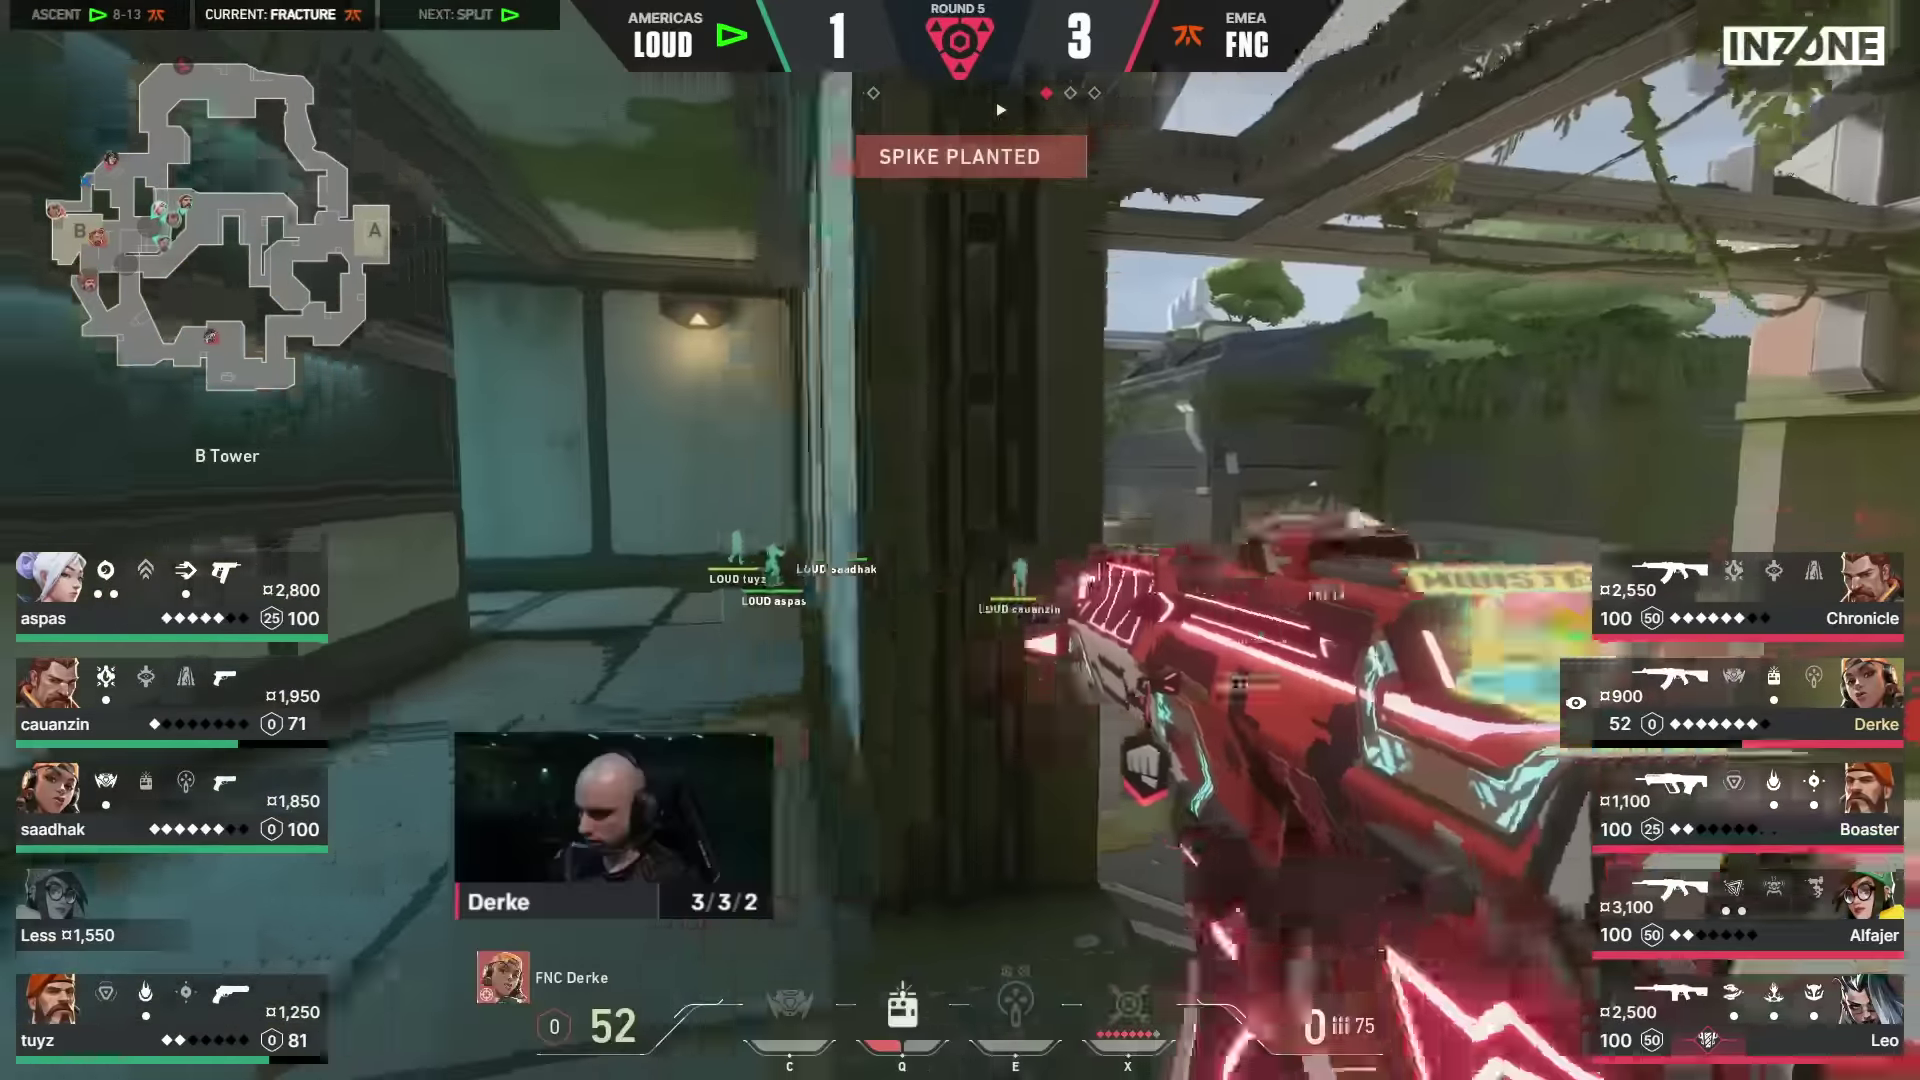 ASCENT 8-13 CURRENT: FRACTURE NEXT: SPLIT
AMERICAS
LOUD
1
ROUND 5
3
EMEA
FNC
INZONE
SPIKE PLANTED
B
A
B Tower
LOUD tuyz
LOUD saadhak
LOUD aspas
LOUD cauanzin
2,800
aspas 25 100
1,950
cauanzin 0 71
1,850
saadhak 0 100
Less ¤1,550
1,250
tuyz 0 81
2,550
100 50 Chronicle
900
52 0 Derke
1,100
100 25 Boaster
3,100
100 50 Alfajer
2,500
100 50 Leo
Derke 3/3/2
FNC Derke
0 52
0 75
C Q E X